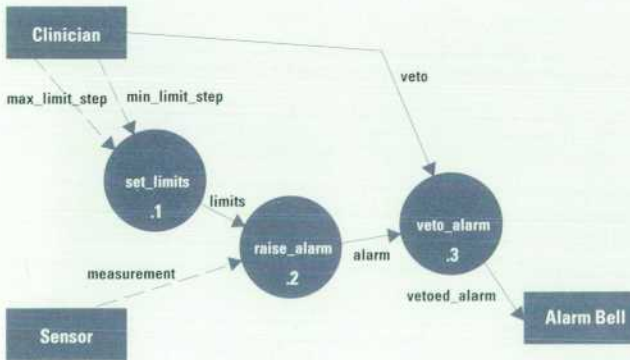 Clinician
veto
max_limit_step
min_limit_step
set_limits
.1
limits
veto_alarm
.3
raise_alarm
.2
alarm
measurement
vetoed_alarm
Alarm Bell
Sensor